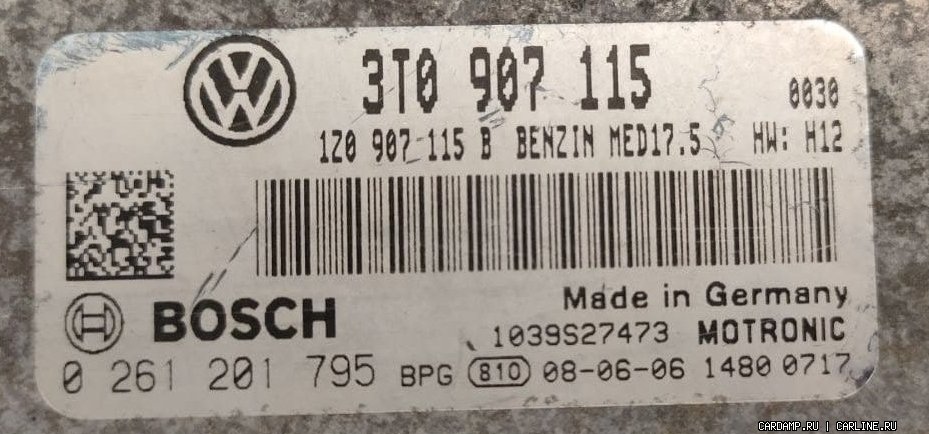 3T0 907 115 0030
1Z0 907 115 B BENZIN MED17.5 HW: H12
Made in Germany
BOSCH 1039S27473 MOTRONIC
0 261 201 795 BPG 810 08-06-06 1480 0717
CARDAMP.RU | CARLINE.RU